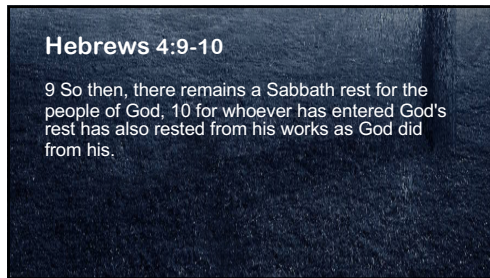 Hebrews 4:9-10
9 So then, there remains a Sabbath rest for the
people of God, 10 for whoever has entered God's
rest has also rested from his works as God did
from his.